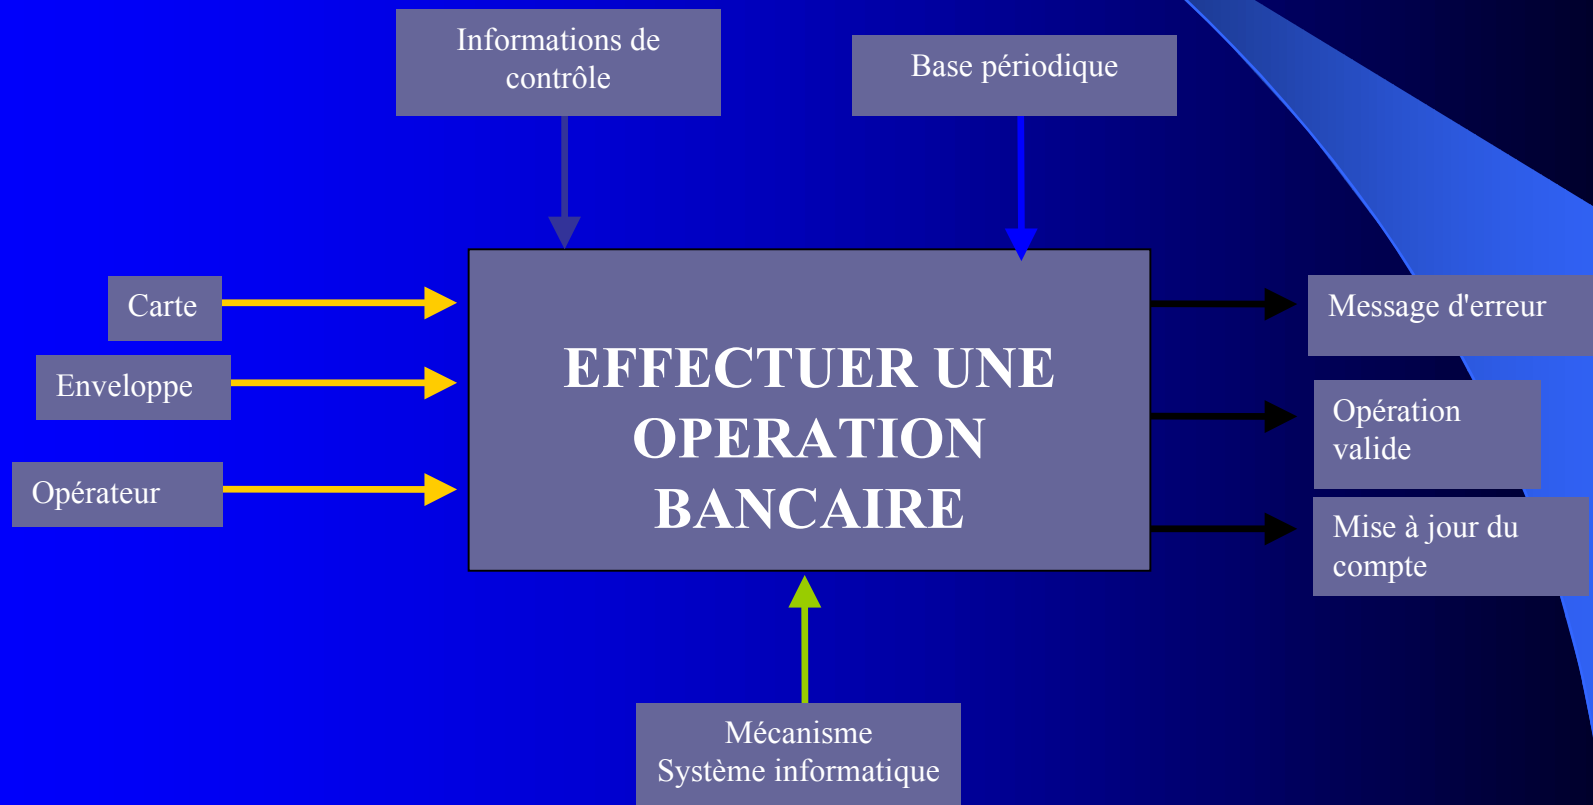 Informations de
contrôle
Base périodique
Carte
Enveloppe
Opérateur
EFFECTUER UNE
OPERATION
BANCAIRE
Message d'erreur
Opération
valide
Mise à jour du
compte
Mécanisme
Système informatique